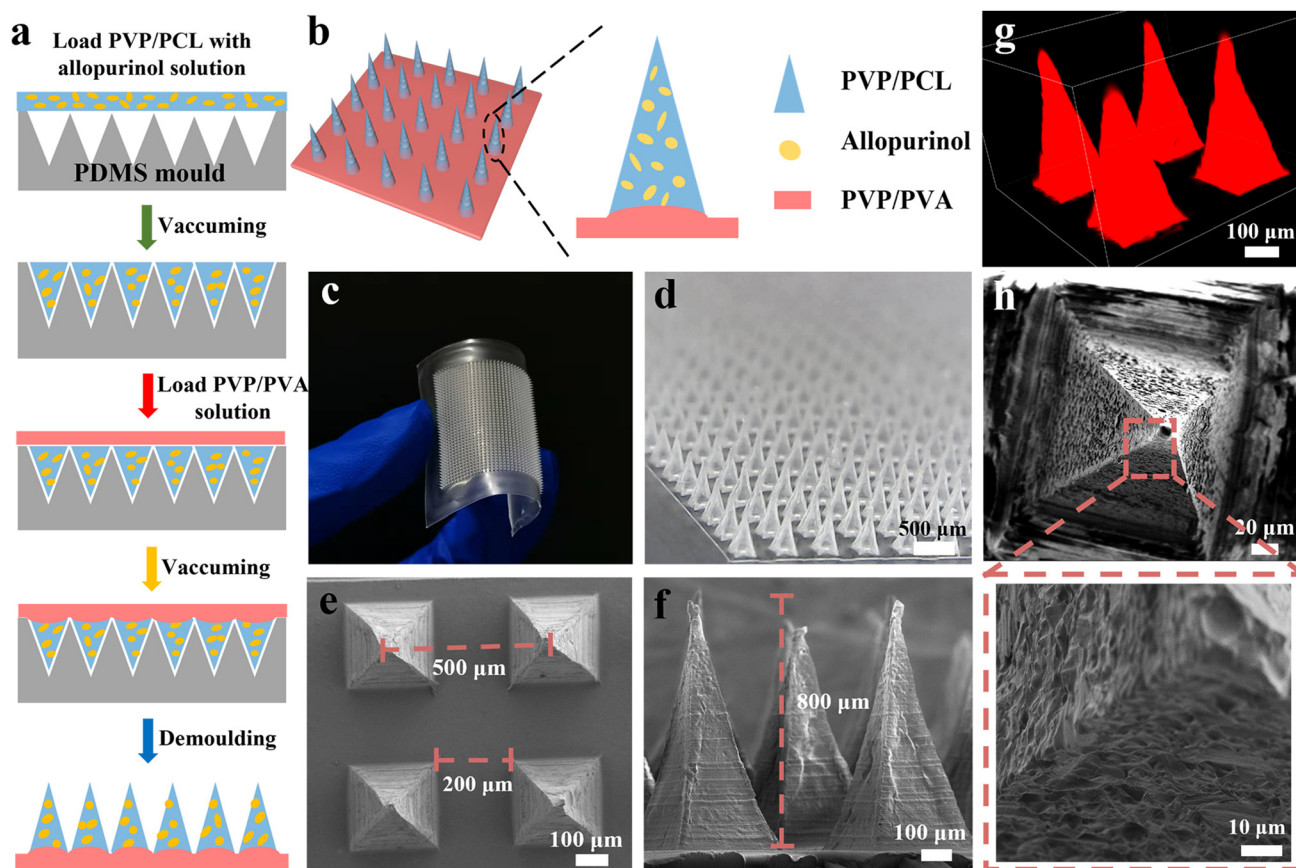 a
Load PVP/PCL with
allopurinol solution
PDMS mould
Vaccuming
Load PVP/PVA
solution
Vaccuming
Demoulding
b
PVP/PCL
Allopurinol
PVP/PVA
c
d
500 μm
e
500 μm
200 μm
100 μm
f
800 μm
100 μm
g
100 μm
h
20 μm
10 μm